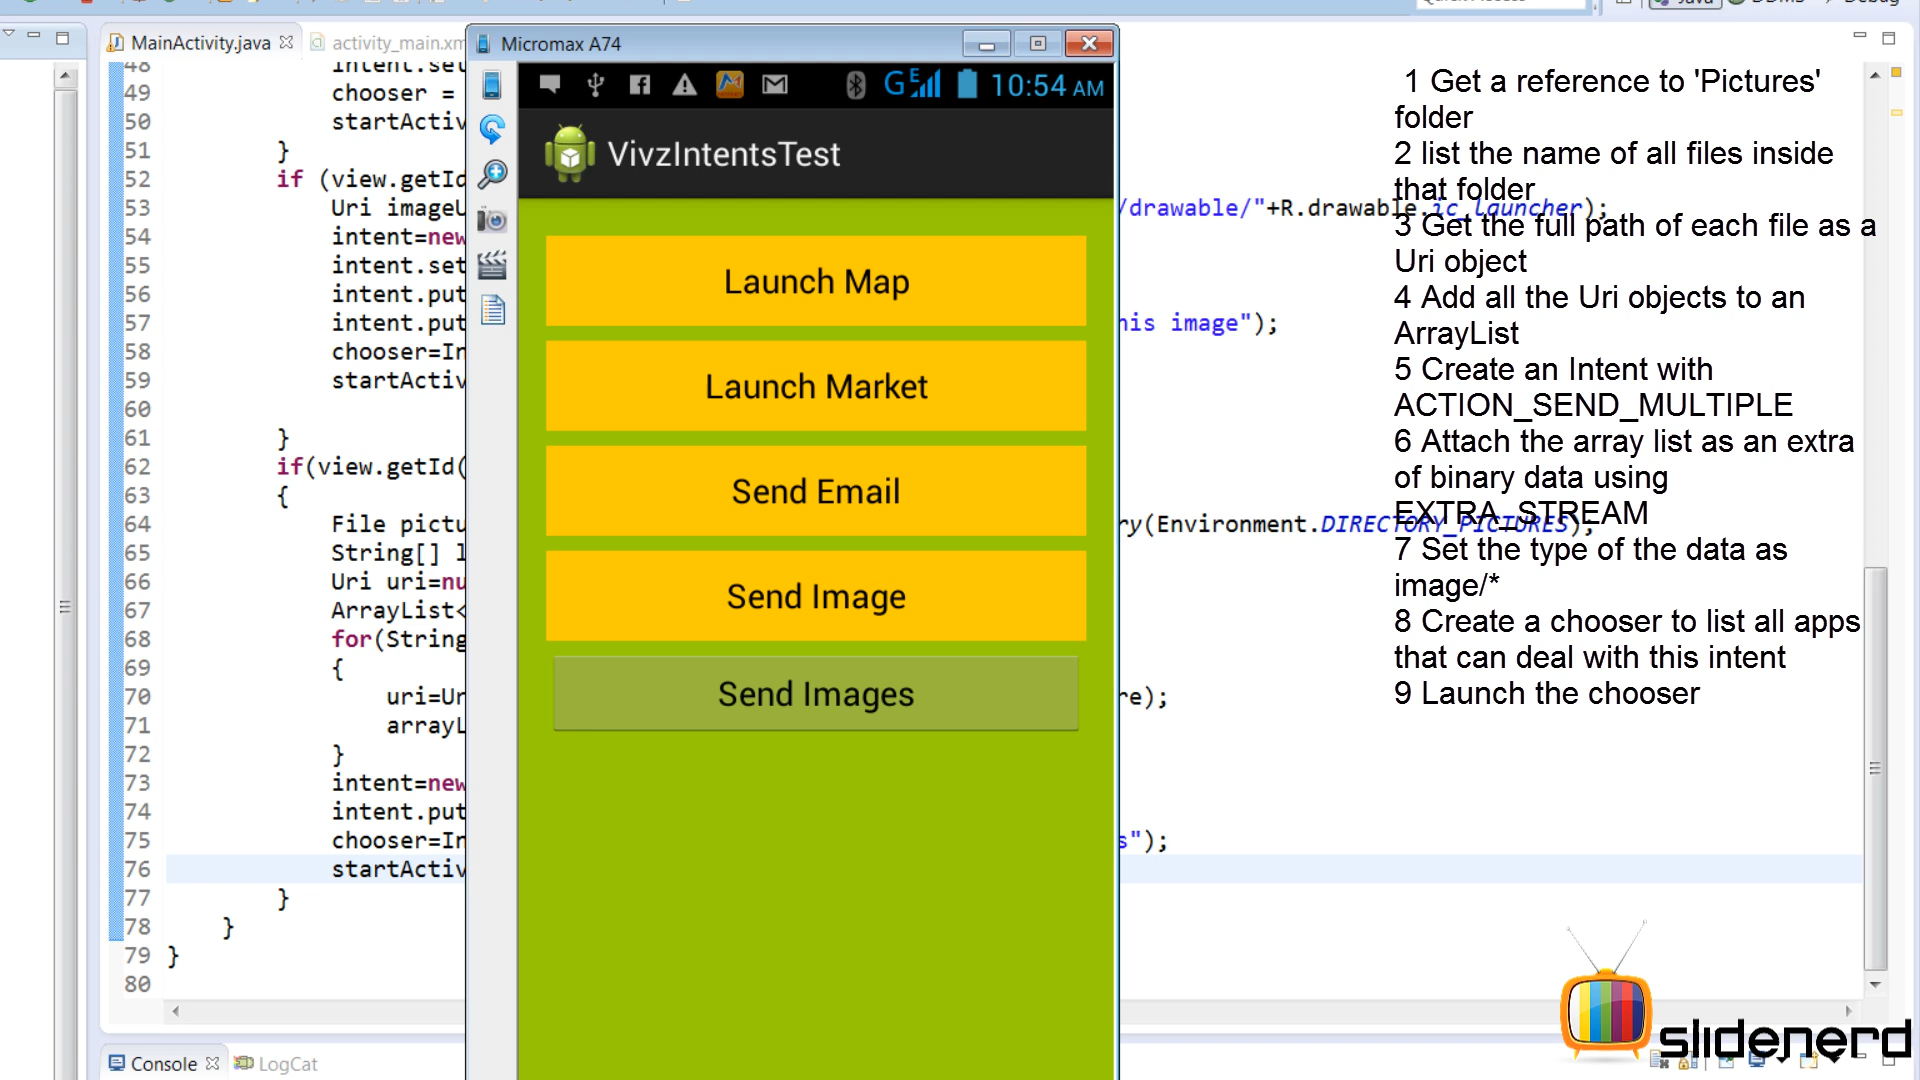 MainActivity.java
activity_main.xm
Micromax A74
10:54 AM
VivzIntentsTest
Launch Map
Launch Market
Send Email
Send Image
Send Images
48 intent.set
49 chooser =
50 startActiv
51 }
52 if (view.getId
53 Uri imageU /drawable/"+R.drawable.ic_launcher);
54 intent=new
55 intent.set
56 intent.put
57 intent.put his image");
58 chooser=In
59 startActiv
60
61 }
62 if(view.getId(
63 {
64 File pictu ry(Environment.DIRECTORY_PICTURES);
65 String[] l
66 Uri uri=nu
67 ArrayList<
68 for(String
69 {
70 uri=Ur re);
71 arrayL
72 }
73 intent=new
74 intent.put
75 chooser=In s");
76 startActiv
77 }
78 }
79 }
80
1 Get a reference to 'Pictures'
folder
2 list the name of all files inside
that folder
3 Get the full path of each file as a
Uri object
4 Add all the Uri objects to an
ArrayList
5 Create an Intent with
ACTION_SEND_MULTIPLE
6 Attach the array list as an extra
of binary data using
EXTRA_STREAM
7 Set the type of the data as
image/*
8 Create a chooser to list all apps
that can deal with this intent
9 Launch the chooser
slidenerd
Console
LogCat